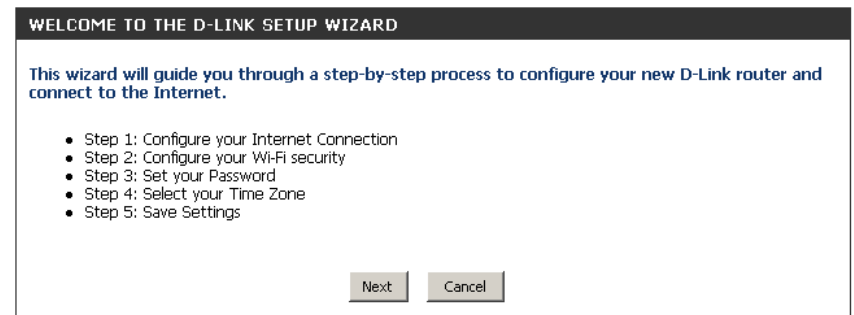 WELCOME TO THE D-LINK SETUP WIZARD
This wizard will guide you through a step-by-step process to configure your new D-Link router and
connect to the Internet.
• Step 1: Configure your Internet Connection
• Step 2: Configure your Wi-Fi security
• Step 3: Set your Password
• Step 4: Select your Time Zone
• Step 5: Save Settings
Next Cancel